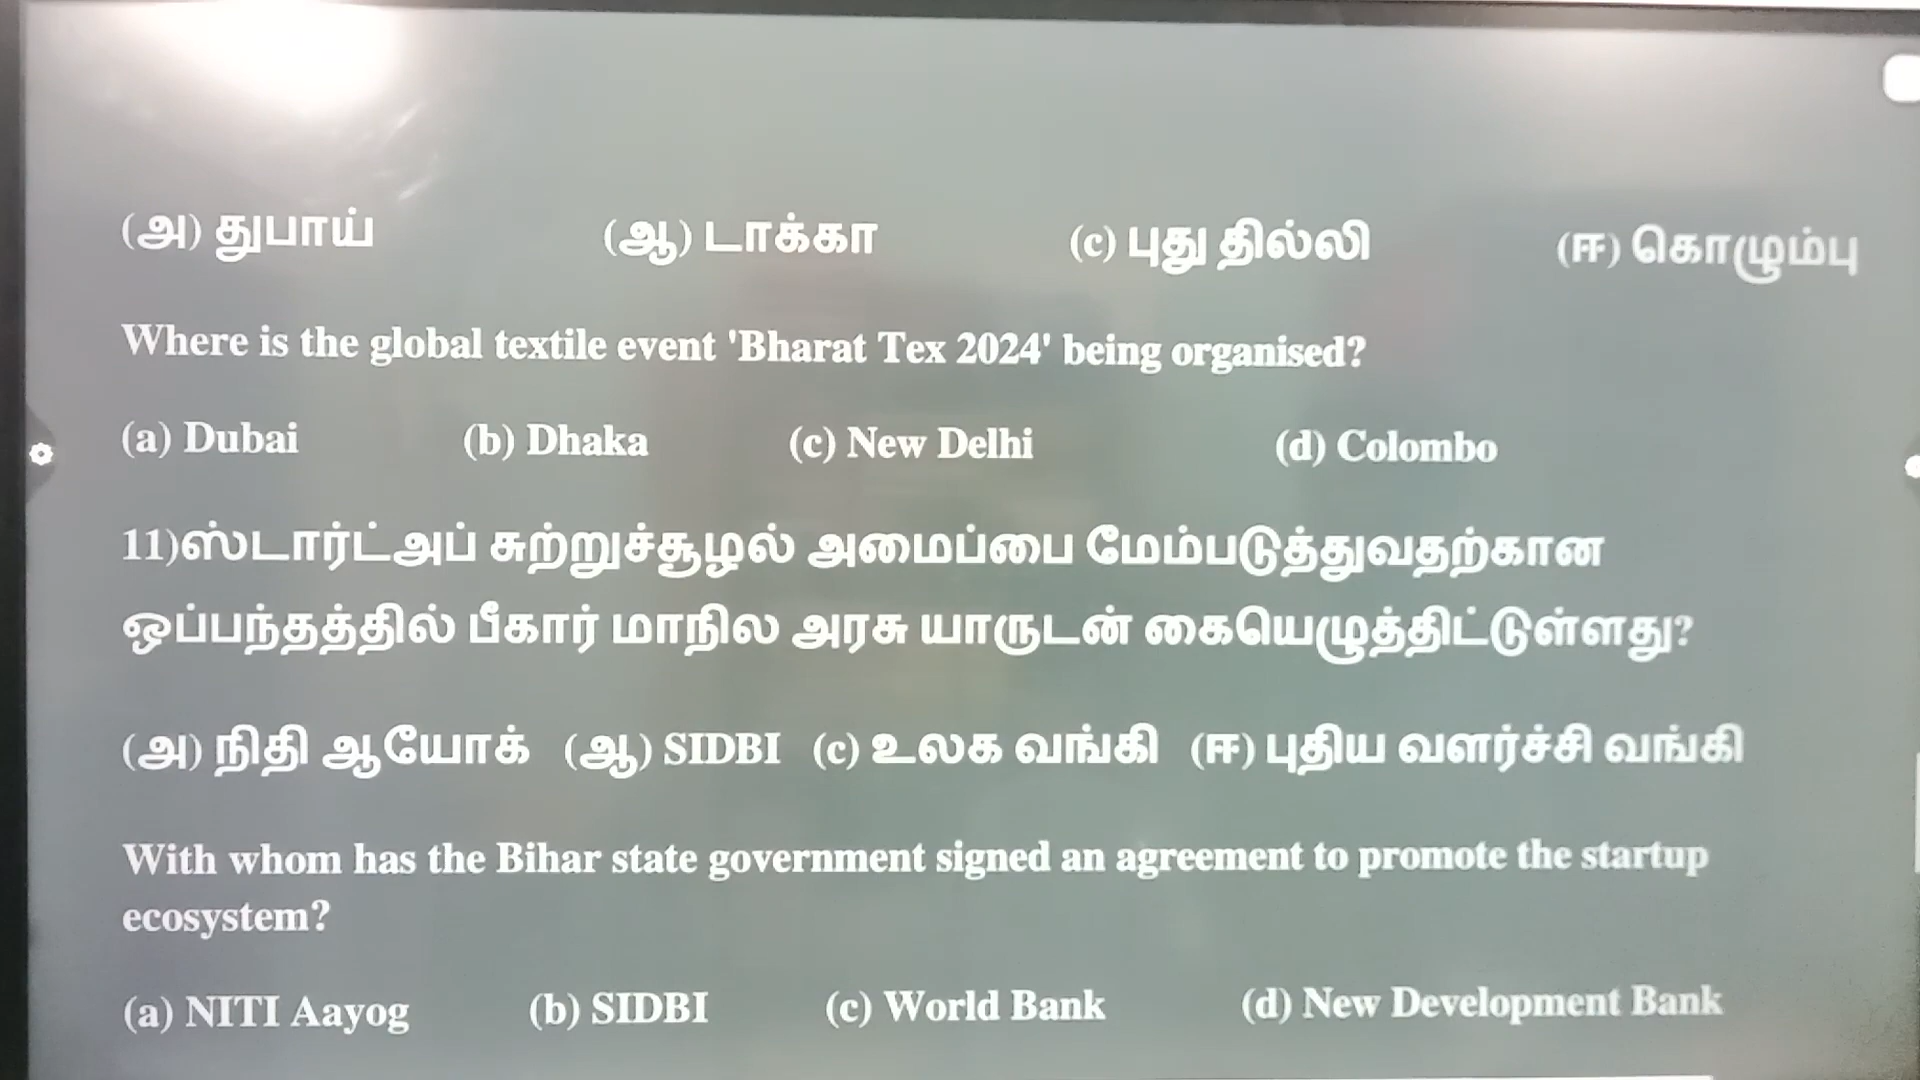 (அ) துபாய் (ஆ) டாக்கா (c) புது தில்லி (ஈ) கொழும்பு
Where is the global textile event 'Bharat Tex 2024' being organised?
(a) Dubai (b) Dhaka (c) New Delhi (d) Colombo
11)ஸ்டார்ட்அப் சுற்றுச்சூழல் அமைப்பை மேம்படுத்துவதற்கான
ஒப்பந்தத்தில் பீகார் மாநில அரசு யாருடன் கையெழுத்திட்டுள்ளது?
(அ) நிதி ஆயோக் (ஆ) SIDBI (c) உலக வங்கி (ஈ) புதிய வளர்ச்சி வங்கி
With whom has the Bihar state government signed an agreement to promote the startup
ecosystem?
(a) NITI Aayog (b) SIDBI (c) World Bank (d) New Development Bank